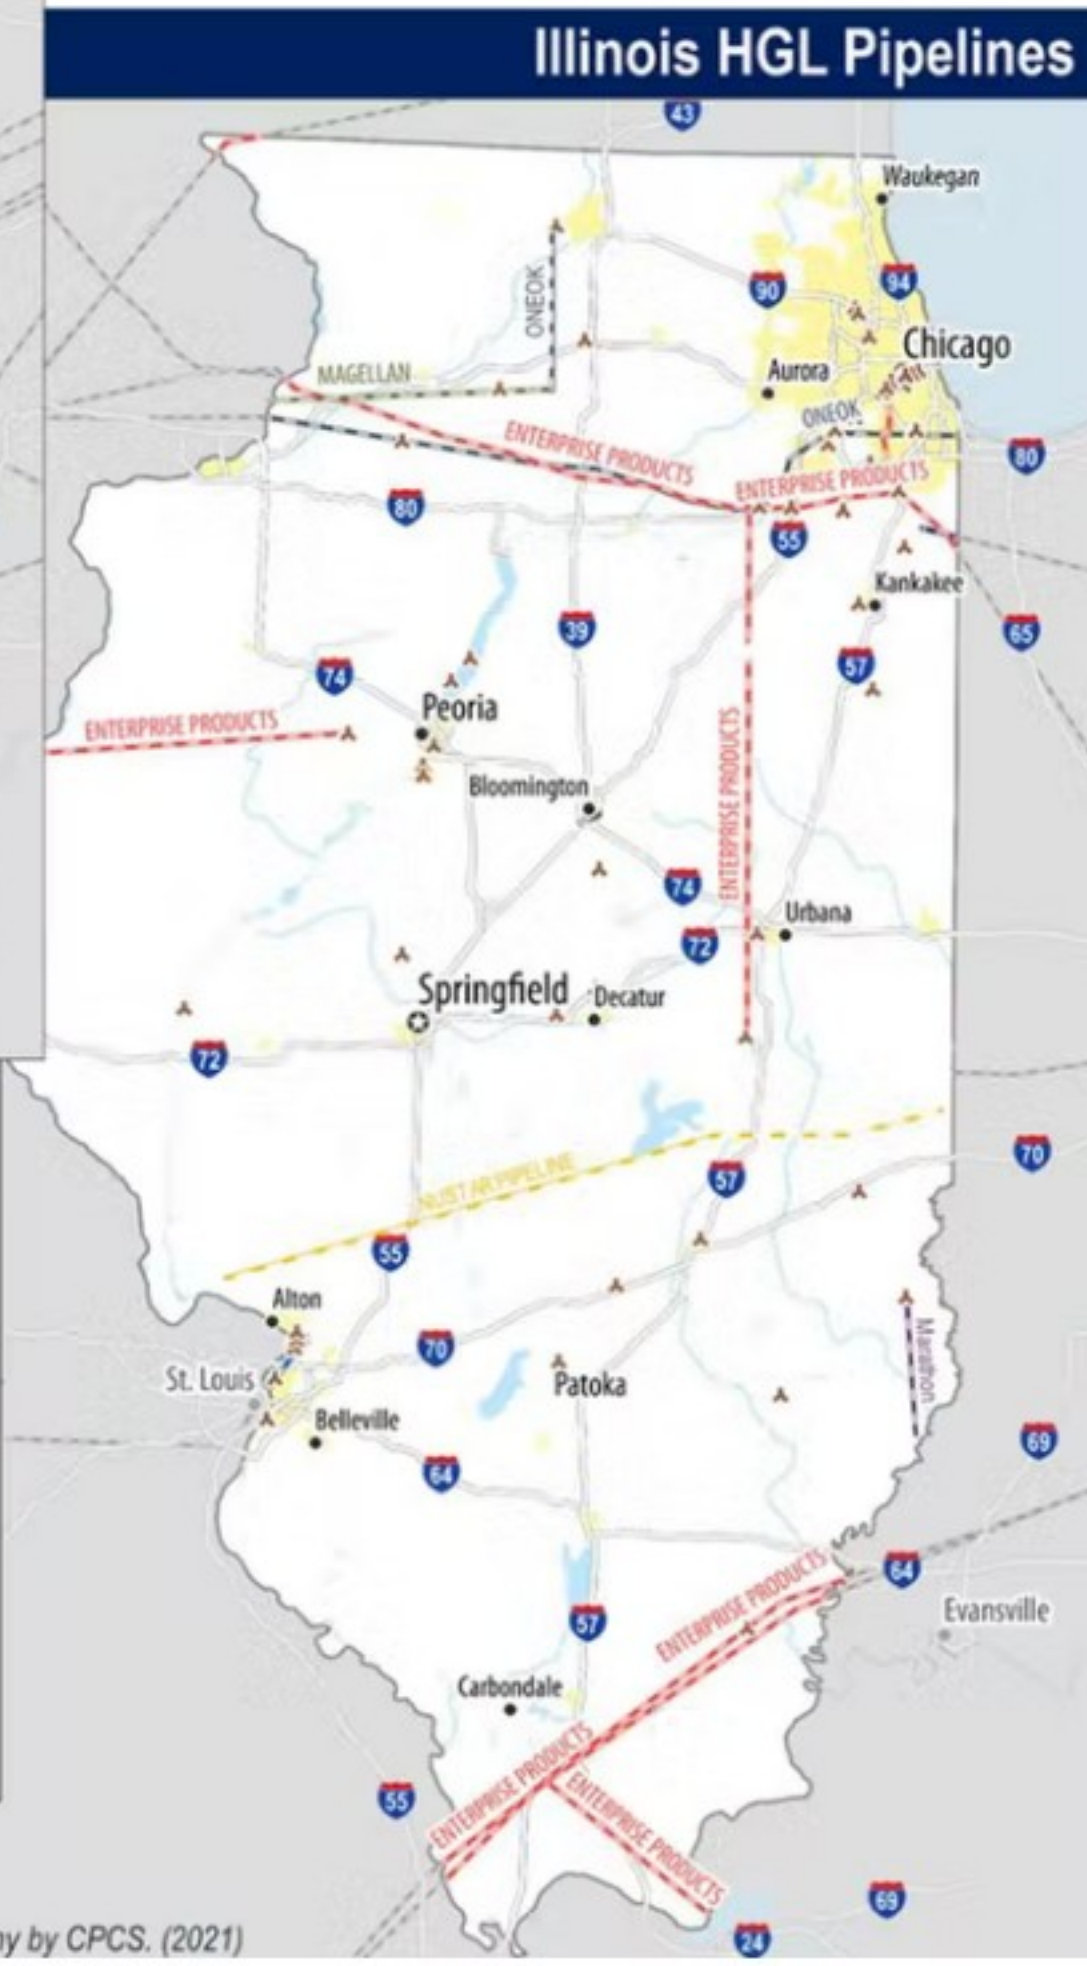 Illinois HGL Pipelines
43
Waukegan
90
94
ONEOK
Chicago
MAGELLAN
Aurora
ONEOK
ENTERPRISE PRODUCTS
80
ENTERPRISE PRODUCTS
80
55
Kankakee
39
65
74
57
Peoria
ENTERPRISE PRODUCTS
ENTERPRISE PRODUCTS
Bloomington
74
Urbana
72
Springfield
Decatur
72
70
NUSTAR PIPELINE
57
55
Alton
70
Marathon
St. Louis
Patoka
Belleville
69
64
ENTERPRISE PRODUCTS
64
57
Evansville
Carbondale
ENTERPRISE PRODUCTS
ENTERPRISE PRODUCTS
55
69
24
y by CPCS. (2021)